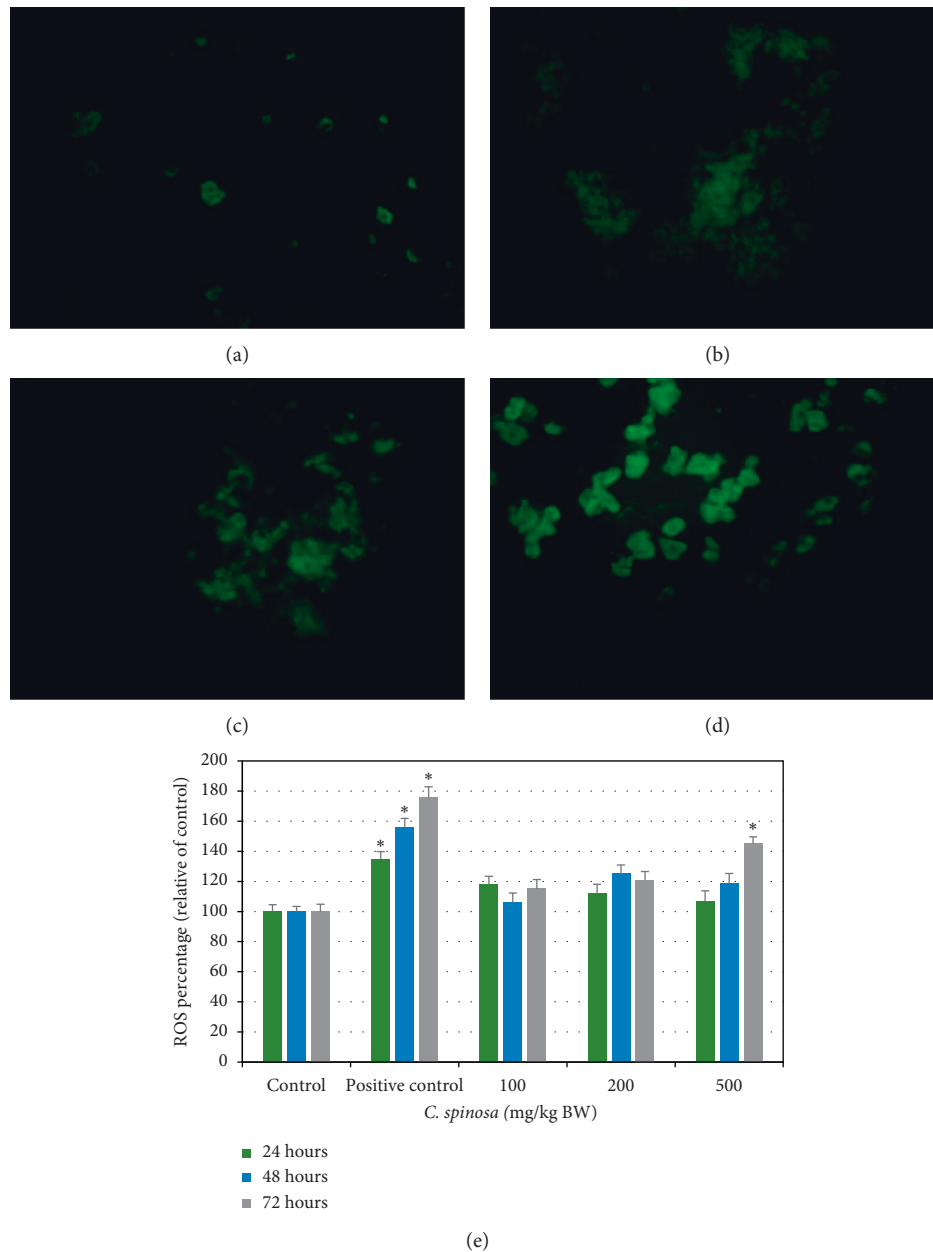 (a)
(b)
(c)
(d)
ROS percentage (relative of control)
200
180
160
140
120
100
80
60
40
20
0
*
*
*
*
Control
Positive control
100
200
500
C. spinosa (mg/kg BW)
24 hours
48 hours
72 hours
(e)